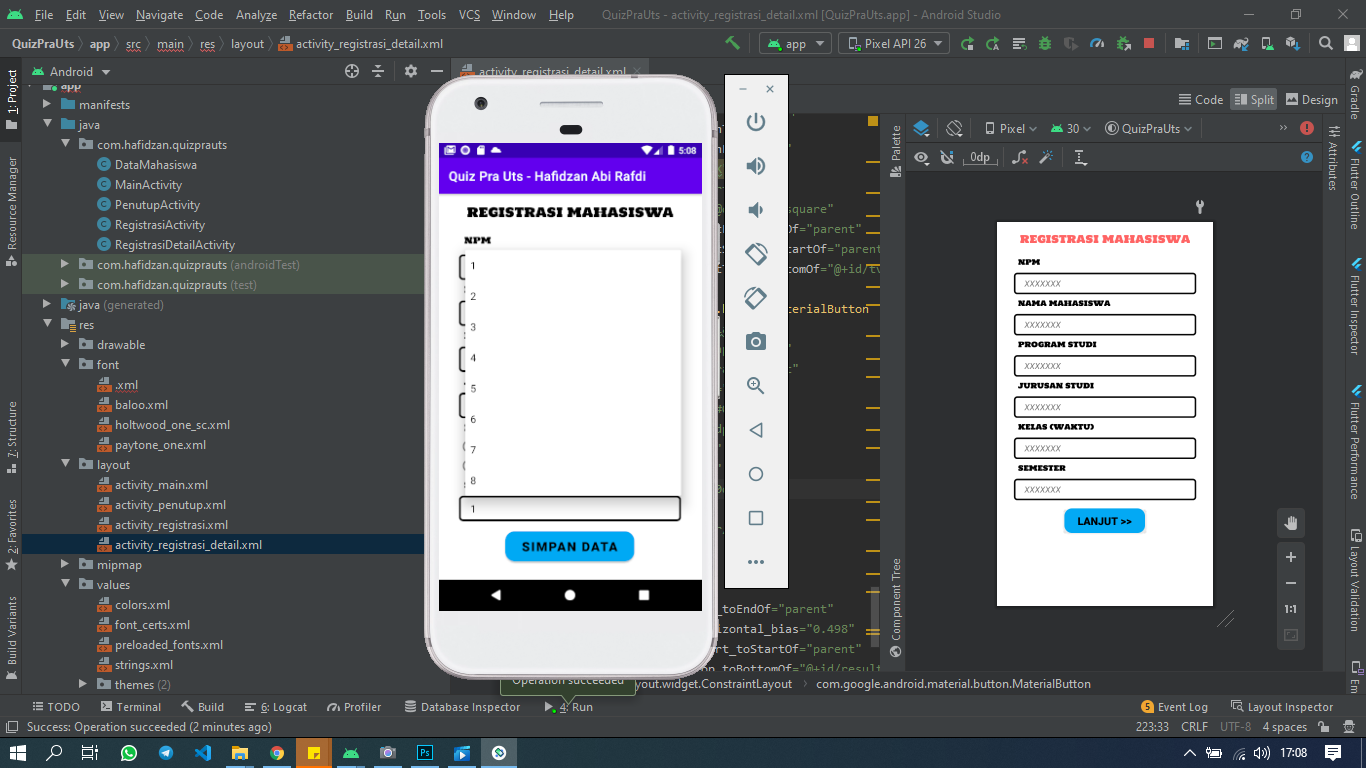 File Edit View Navigate Code Analyze Refactor Build Run Tools VCS Window Help QuizPraUts - activity_registrasi_detail.xml [QuizPraUts.app] - Android Studio
QuizPraUts app src main res layout activity_registrasi_detail.xml
app Pixel API 26
1: Project
Resource Manager
7: Structure
2: Favorites
Build Variants
Android
app
manifests
java
com.hafidzan.quizprauts
DataMahasiswa
MainActivity
PenutupActivity
RegistrasiActivity
RegistrasiDetailActivity
com.hafidzan.quizprauts (androidTest)
com.hafidzan.quizprauts (test)
java (generated)
res
drawable
font
.xml
baloo.xml
holtwood_one_sc.xml
paytone_one.xml
layout
activity_main.xml
activity_penutup.xml
activity_registrasi.xml
activity_registrasi_detail.xml
mipmap
values
colors.xml
font_certs.xml
preloaded_fonts.xml
strings.xml
themes (2)
activity_registrasi_detail.xml
5:08
Quiz Pra Uts - Hafidzan Abi Rafdi
REGISTRASI MAHASISWA
NPM
1
2
3
4
5
6
7
8
1
SIMPAN DATA
square"
Of="parent"
startOf="parent"
tomOf="@+id/tv
terialButton
_toEndOf="parent"
izontal_bias="0.498"
rt_toStartOf="parent"
op_toBottomOf="@+id/resul
Operation succeeded
yout.widget.ConstraintLayout com.google.android.material.button.MaterialButton
Code Split Design
Palette
Component Tree
Pixel 30 QuizPraUts
0dp
REGISTRASI MAHASISWA
NPM
XXXXXXX
NAMA MAHASISWA
XXXXXXX
PROGRAM STUDI
XXXXXXX
JURUSAN STUDI
XXXXXXX
KELAS (WAKTU)
XXXXXXX
SEMESTER
XXXXXXX
LANJUT >>
1:1
Attributes
Gradle
Flutter Outline
Flutter Inspector
Flutter Performance
Layout Validation
Em
TODO Terminal Build 6: Logcat Profiler Database Inspector 4: Run 5 Event Log Layout Inspector
Success: Operation succeeded (2 minutes ago) 223:33 CRLF UTF-8 4 spaces
Ps 17:08